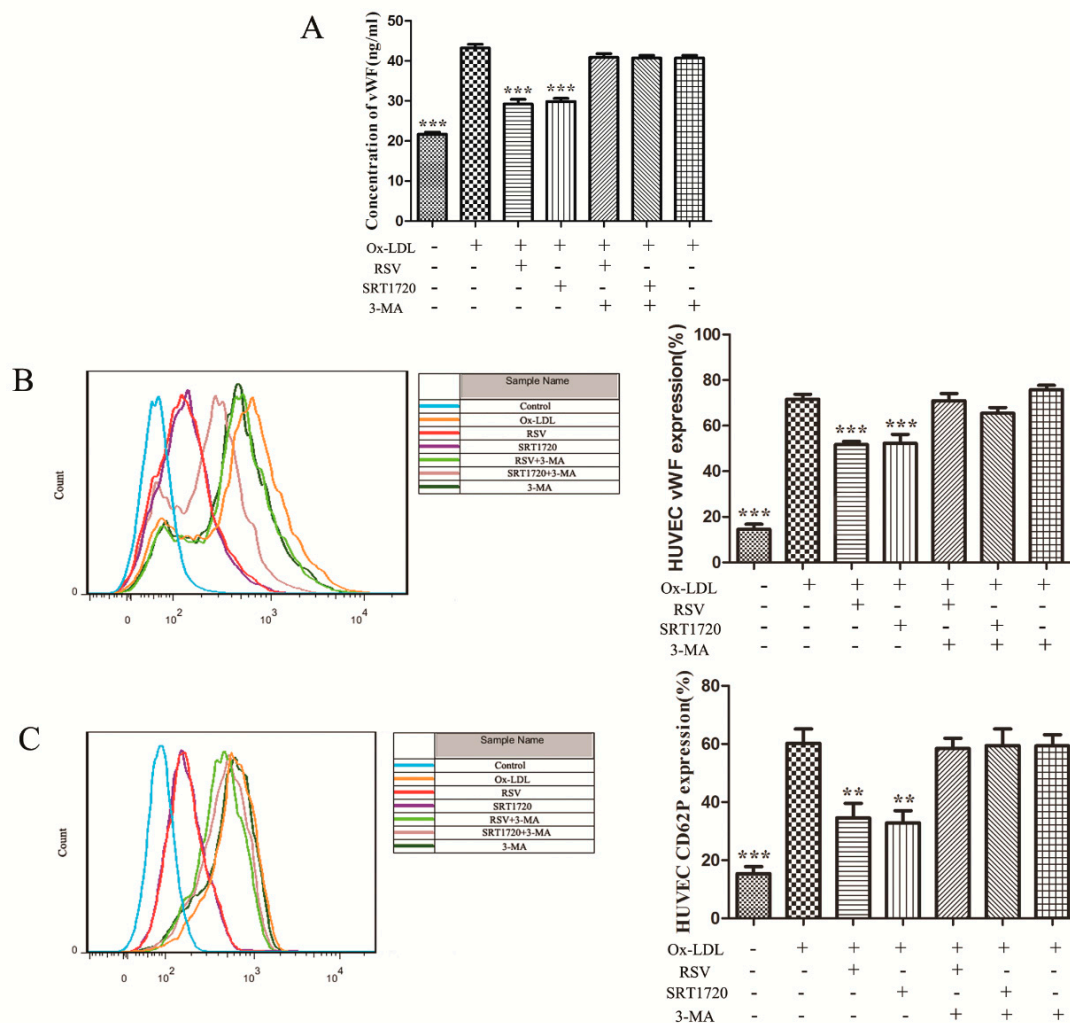 A
Concentration of vWF(ng/ml)
50
40
30
20
10
0
*** *** ***
Ox-LDL - + + + + + +
RSV - - + - + - -
SRT1720 - - - + - + -
3-MA - - - - + + +
B
Count
0
0 10² 10³ 10⁴
Sample Name
Control
Ox-LDL
RSV
SRT1720
RSV+3-MA
SRT1720+3-MA
3-MA
HUVEC vWF expression(%)
100
80
60
40
20
0
*** *** ***
Ox-LDL - + + + + + +
RSV - - + - + - -
SRT1720 - - - + - + -
3-MA - - - - + + +
C
Count
0
0 10² 10³ 10⁴
Sample Name
Control
Ox-LDL
RSV
SRT1720
RSV+3-MA
SRT1720+3-MA
3-MA
HUVEC CD62P expression(%)
80
60
40
20
0
*** ** **
Ox-LDL - + + + + + +
RSV - - + - + - -
SRT1720 - - - + - + -
3-MA - - - - + + +